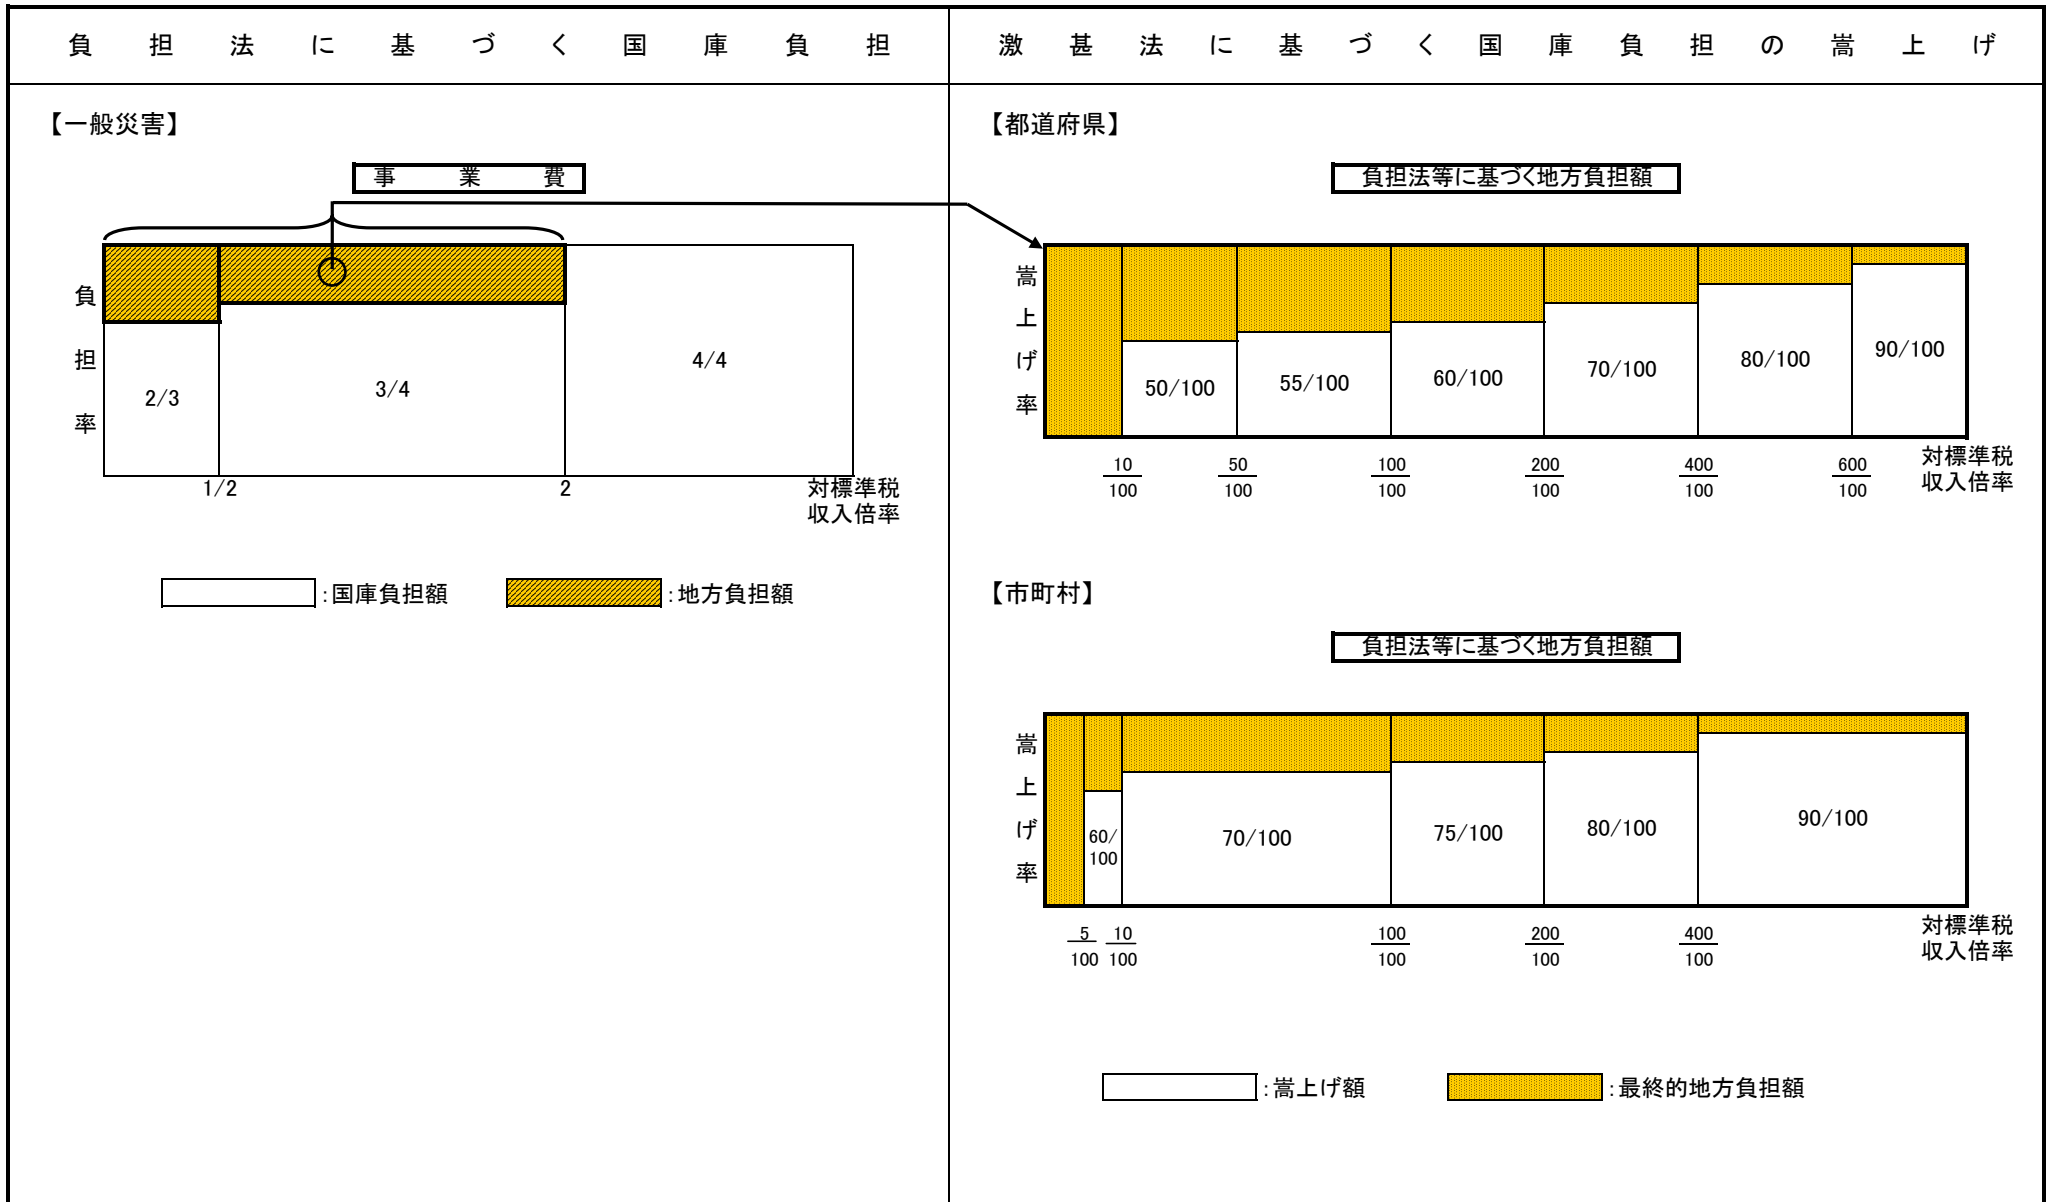 負担法に基づく国庫負担
激甚法に基づく国庫負担の嵩上げ
【一般災害】
事業費
負担率
2/3
3/4
4/4
1/2
2
対標準税
収入倍率
:国庫負担額
:地方負担額
【都道府県】
負担法等に基づく地方負担額
嵩上げ率
50/100
55/100
60/100
70/100
80/100
90/100
10 50 100 200 400 600
100 100 100 100 100 100
対標準税
収入倍率
【市町村】
負担法等に基づく地方負担額
嵩上げ率
60/
100
70/100
75/100
80/100
90/100
5 10 100 200 400
100 100 100 100 100
対標準税
収入倍率
:嵩上げ額
:最終的地方負担額